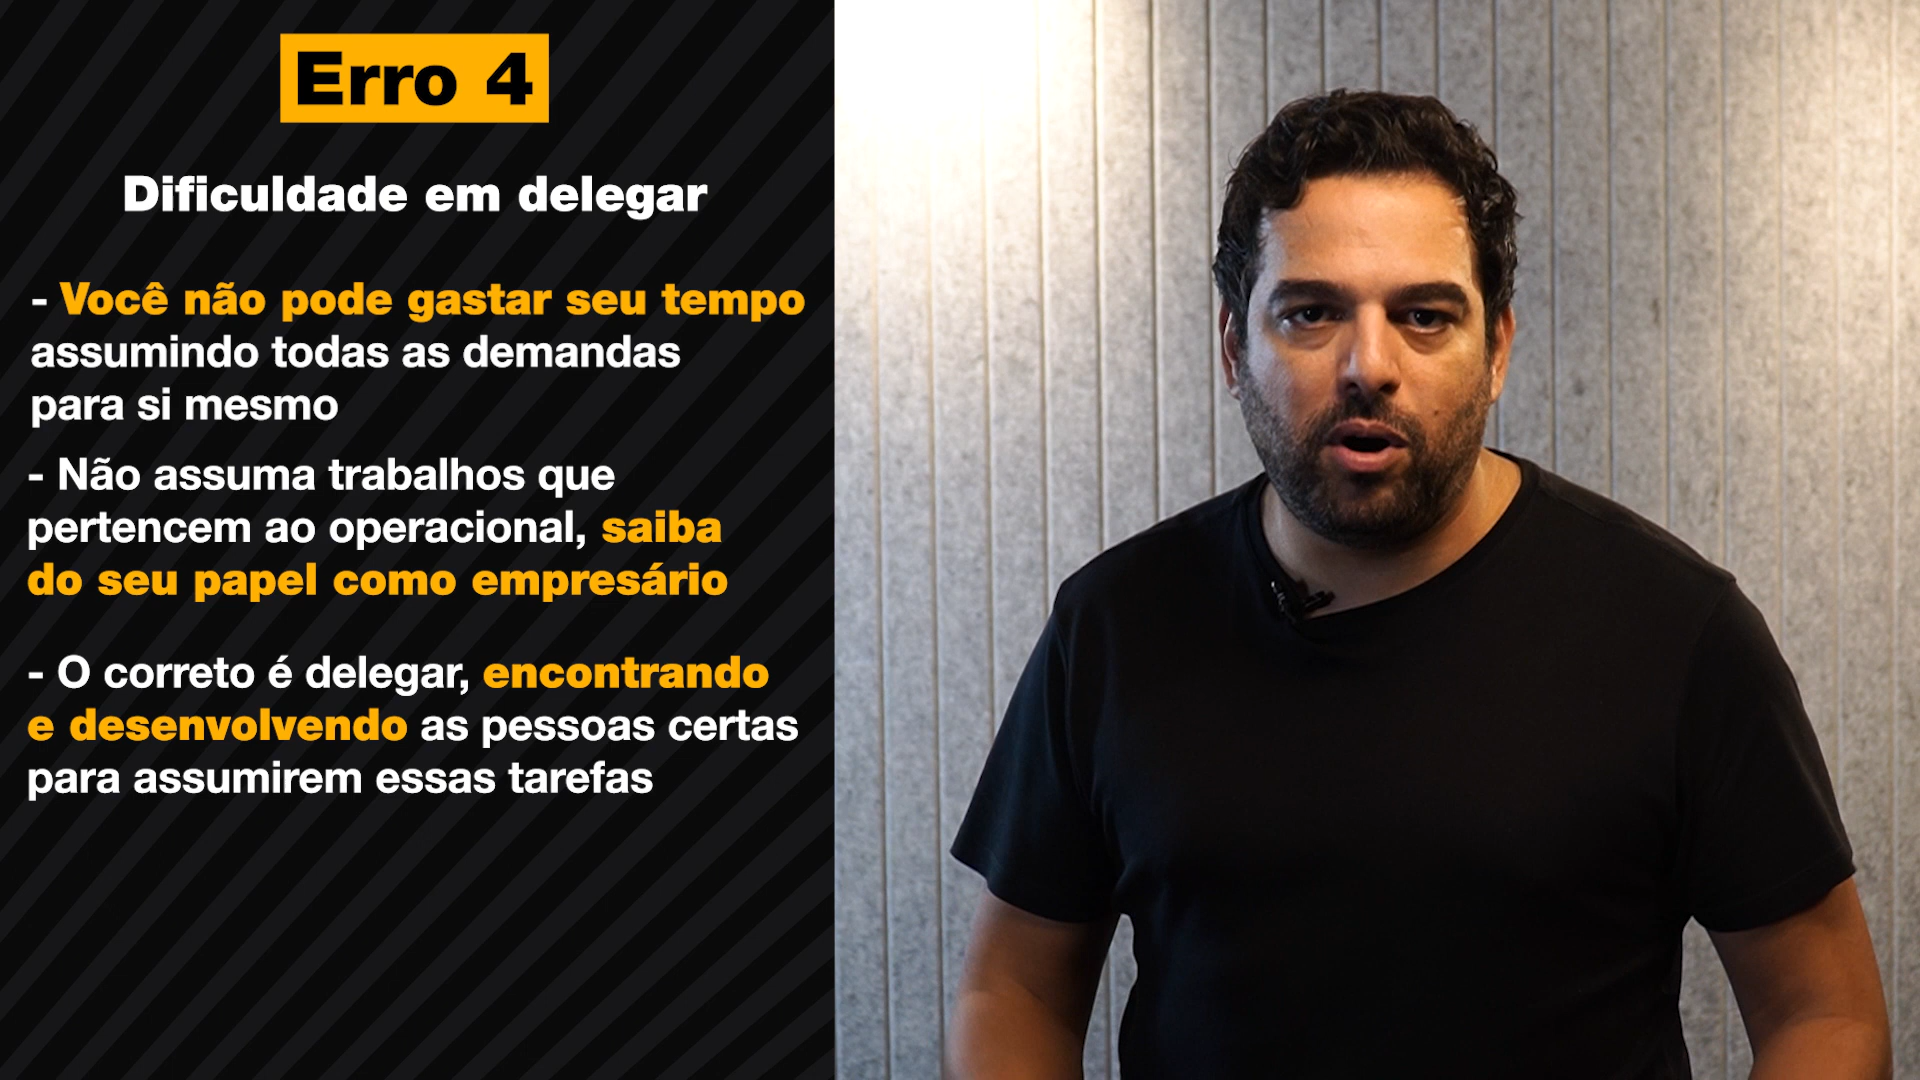 Erro 4
Dificuldade em delegar
- Você não pode gastar seu tempo
assumindo todas as demandas
para si mesmo
- Não assuma trabalhos que
pertencem ao operacional, saiba
do seu papel como empresário
- O correto é delegar, encontrando
e desenvolvendo as pessoas certas
para assumirem essas tarefas